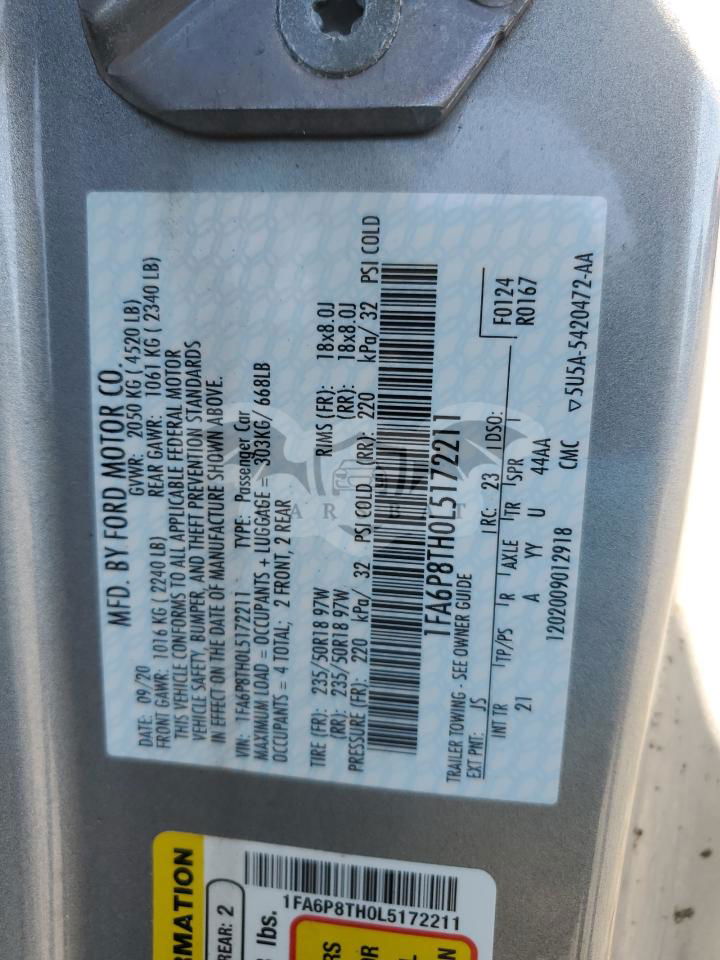 MFD. BY FORD MOTOR CO.
DATE: 09/20 GVWR: 2050 KG ( 4520 LB)
FRONT GAWR: 1016 KG ( 2240 LB) REAR GAWR: 1061 KG ( 2340 LB)
THIS VEHICLE CONFORMS TO ALL APPLICABLE FEDERAL MOTOR
VEHICLE SAFETY, BUMPER, AND THEFT PREVENTION STANDARDS
IN EFFECT ON THE DATE OF MANUFACTURE SHOWN ABOVE.
VIN: 1FA6P8TH0L5172211 TYPE: Passenger Car
MAXIMUM LOAD = OCCUPANTS + LUGGAGE = 303KG/ 668LB
OCCUPANTS = 4 TOTAL; 2 FRONT, 2 REAR
TIRE (FR): 235/50R18 97W RIMS (FR): 18x8.0J
(RR): 235/50R18 97W (RR): 18x8.0J
PRESSURE (FR): 220 kPa/ 32 PSI COLD (RR): 220 kPa/ 32 PSI COLD
1FA6P8TH0L5172211
TRAILER TOWING - SEE OWNER GUIDE
EXT PNT: JS RC: 23 DSO: F0124
INT TR TP/PS R AXLE TR SPR R0167
21 A YY U 44AA
1202009012918 CMC ▽5U5A-5420472-AA
1FA6P8TH0L5172211
REAR: 2
lbs.